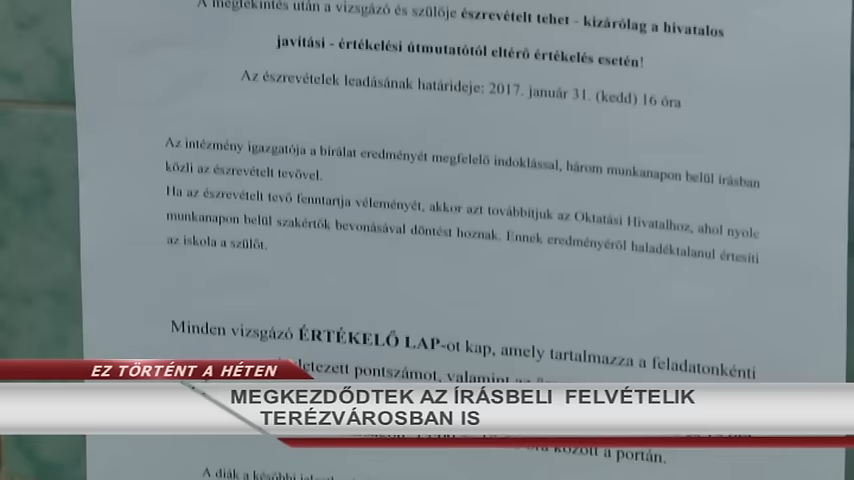 A megtekintés után a vizsgázó és szülője észrevételt tehet - kizárólag a hivatalos
javítási - értékelési útmutatótól eltérő értékelés esetén!
Az észrevételek leadásának határideje: 2017. január 31. (kedd) 16 óra
Az intézmény igazgatója a bírálat eredményét megfelelő indoklással, három munkanapon belül írásban
közli az észrevételt tevővel.
Ha az észrevételt tevő fenntartja véleményét, akkor azt továbbítjuk az Oktatási Hivatalhoz, ahol nyolc
munkanapon belül szakértők bevonásával döntést hoznak. Ennek eredményéről haladéktalanul értesíti
az iskola a szülőt.
Minden vizsgázó ÉRTÉKELŐ LAP-ot kap, amely tartalmazza a feladatonkénti
pontszámot, valamint az
EZ TÖRTÉNT A HÉTEN
MEGKEZDŐDTEK AZ ÍRÁSBELI FELVÉTELIK
TERÉZVÁROSBAN IS
között a portán.
A diák a későbbi